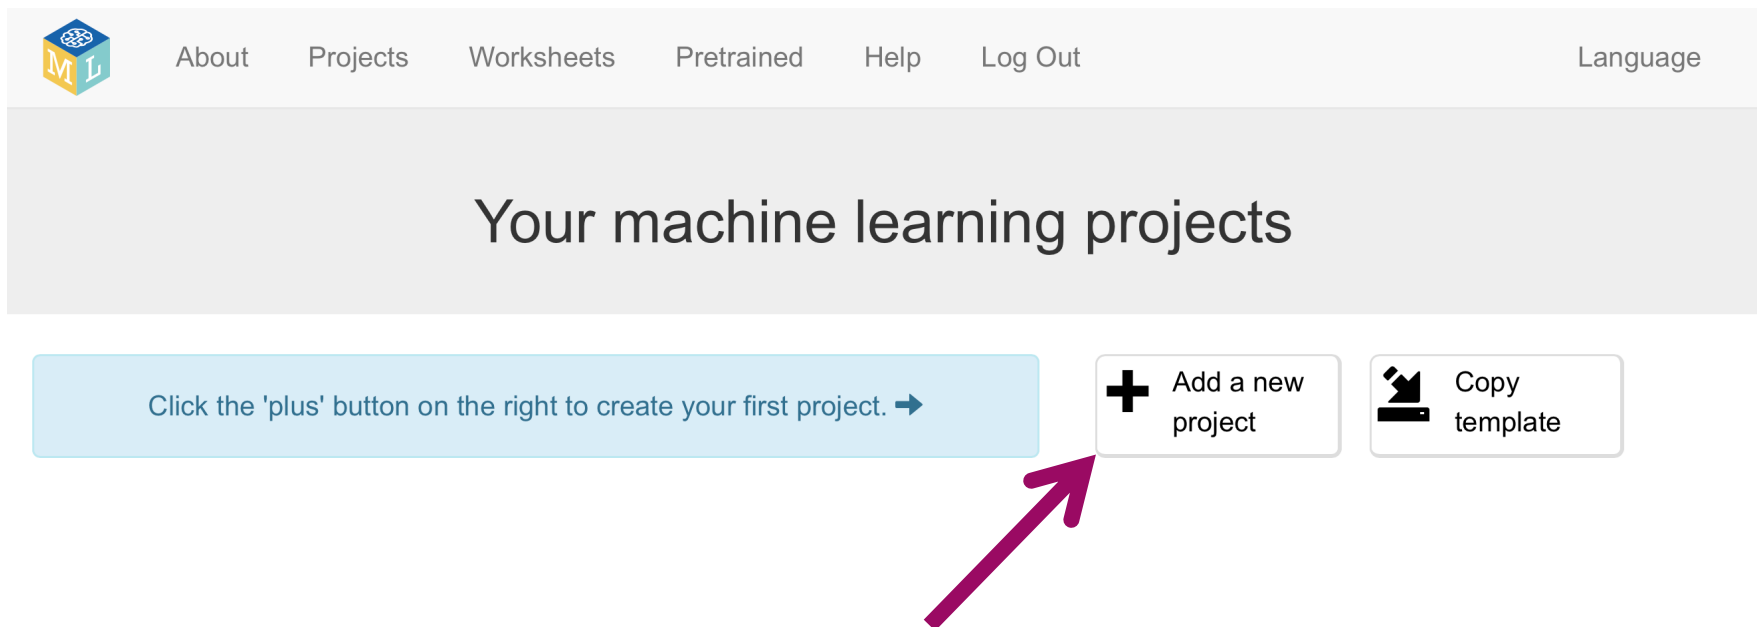 ML
About Projects Worksheets Pretrained Help Log Out Language
Your machine learning projects
Click the 'plus' button on the right to create your first project.
Add a new
project
Copy
template